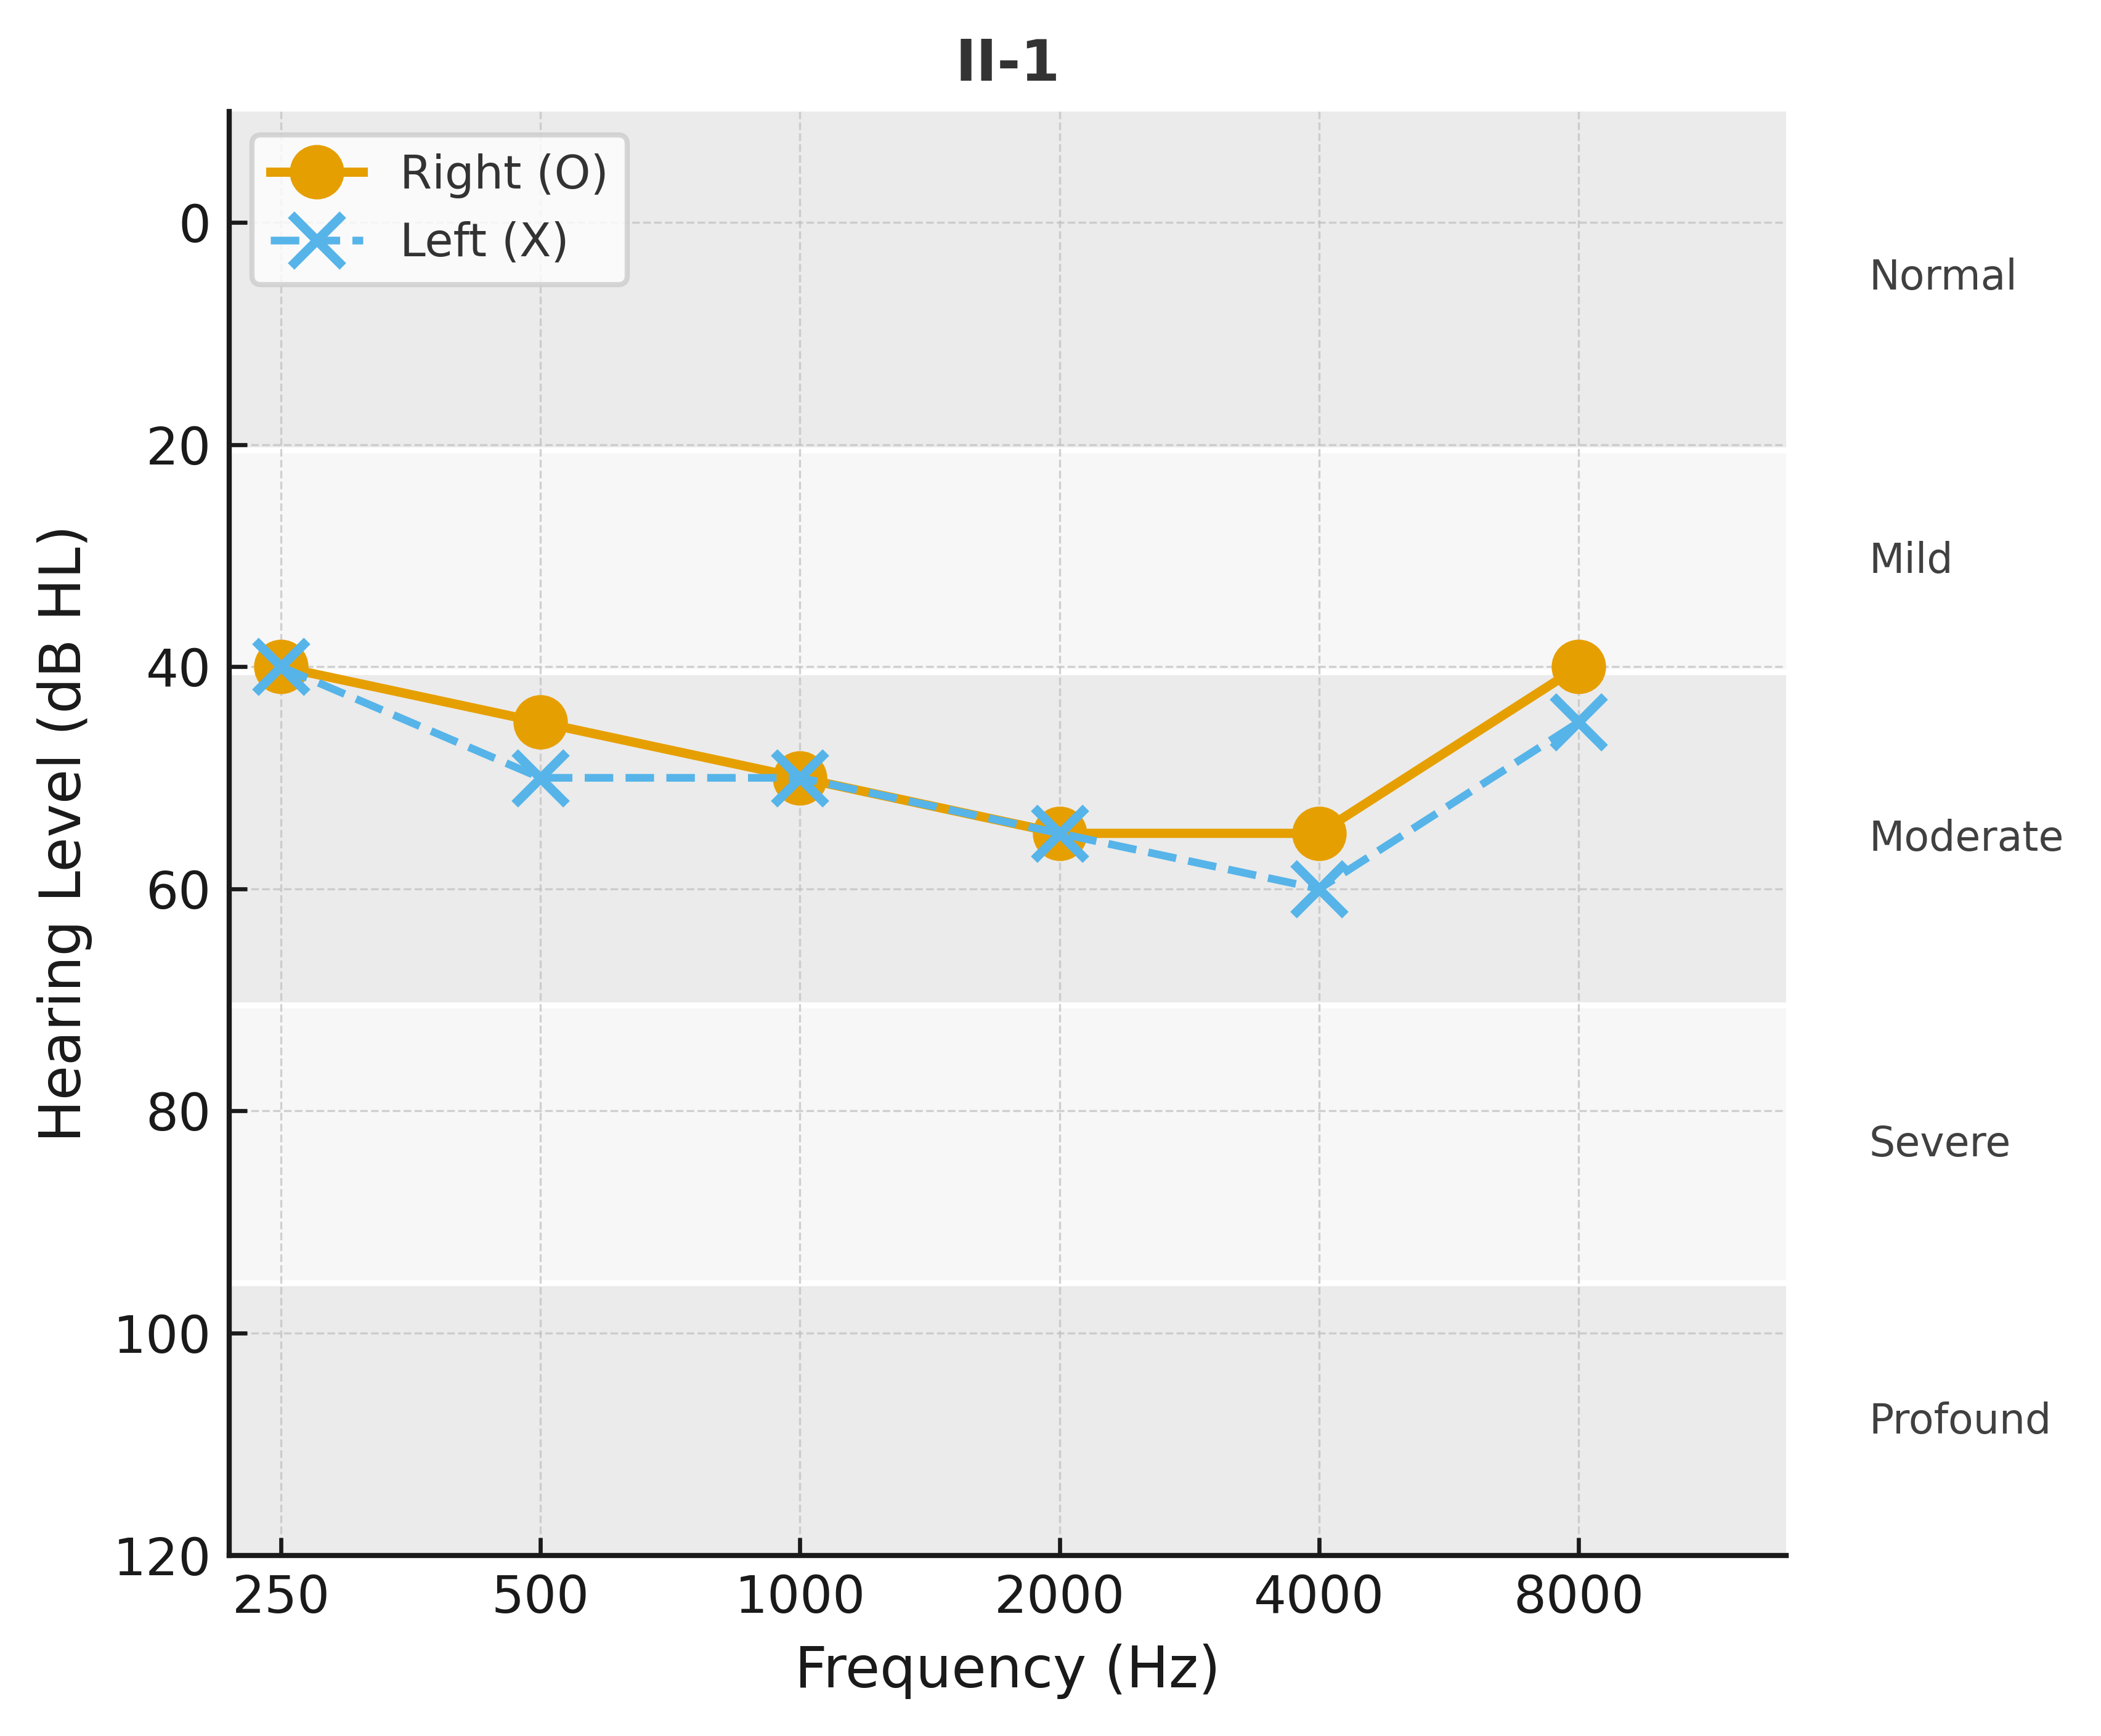 II-1
Right (O)
Left (X)
Hearing Level (dB HL)
0
20
40
60
80
100
120
Normal
Mild
Moderate
Severe
Profound
250 500 1000 2000 4000 8000
Frequency (Hz)